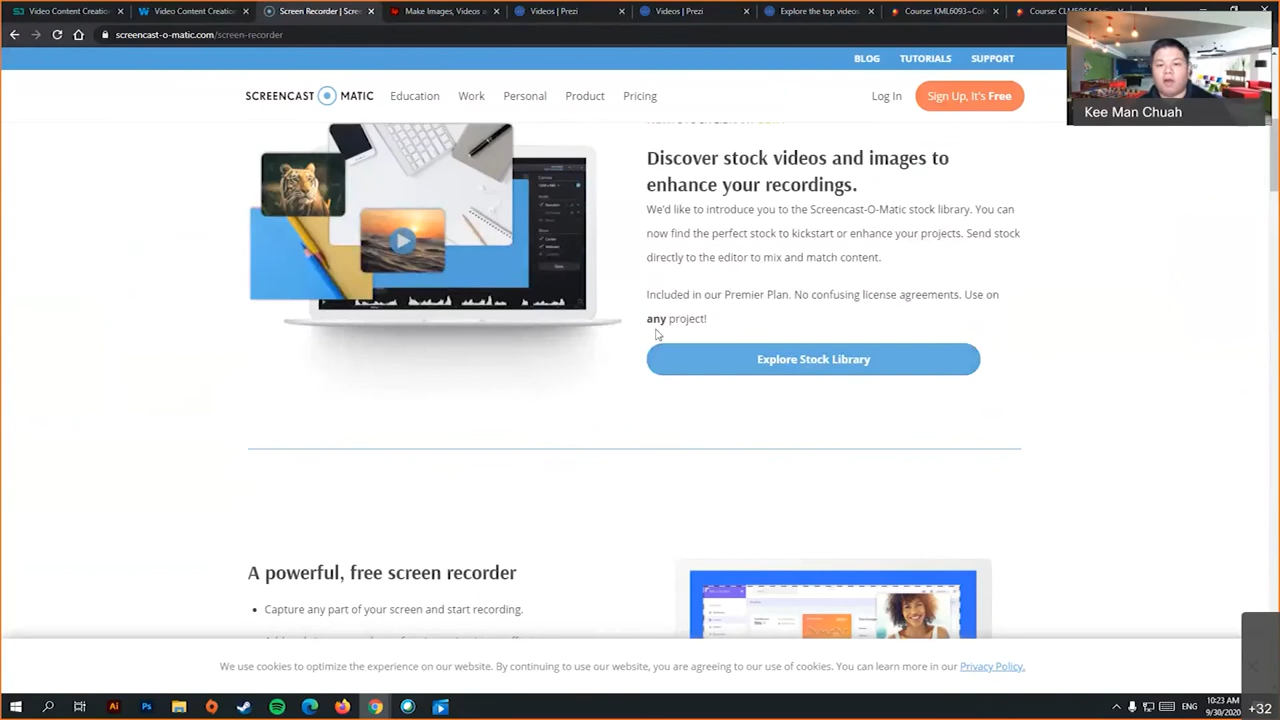 Video Content Creation
Video Content Creation
Screen Recorder | Scree
Make Images, Videos a
Videos | Prezi
Videos | Prezi
Explore the top videos
Course: KML6093
screencast-o-matic.com/screen-recorder
BLOG TUTORIALS SUPPORT
SCREENCAST MATIC Education Work Personal Product Pricing Log In Sign Up, It's Free
Kee Man Chuah
Discover stock videos and images to
enhance your recordings.
We'd like to introduce you to the Screencast-O-Matic stock library. You can
now find the perfect stock to kickstart or enhance your projects. Send stock
directly to the editor to mix and match content.
Included in our Premier Plan. No confusing license agreements. Use on
any project!
Explore Stock Library
A powerful, free screen recorder
• Capture any part of your screen and start recording.
We use cookies to optimize the experience on our website. By continuing to use our website, you are agreeing to our use of cookies. You can learn more in our Privacy Policy.
ENG
10:23 AM
9/30/2020
+32